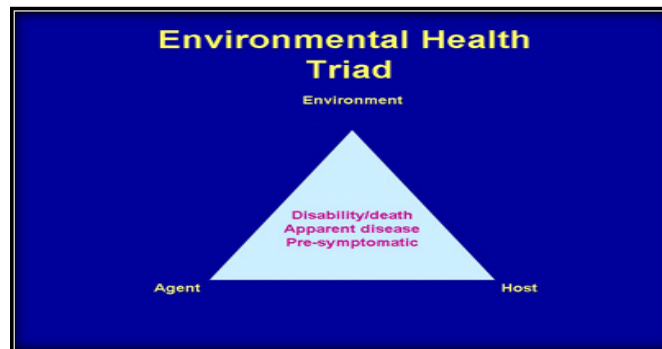 Environmental Health
Triad
Environment
Disability/death
Apparent disease
Pre-symptomatic
Agent
Host